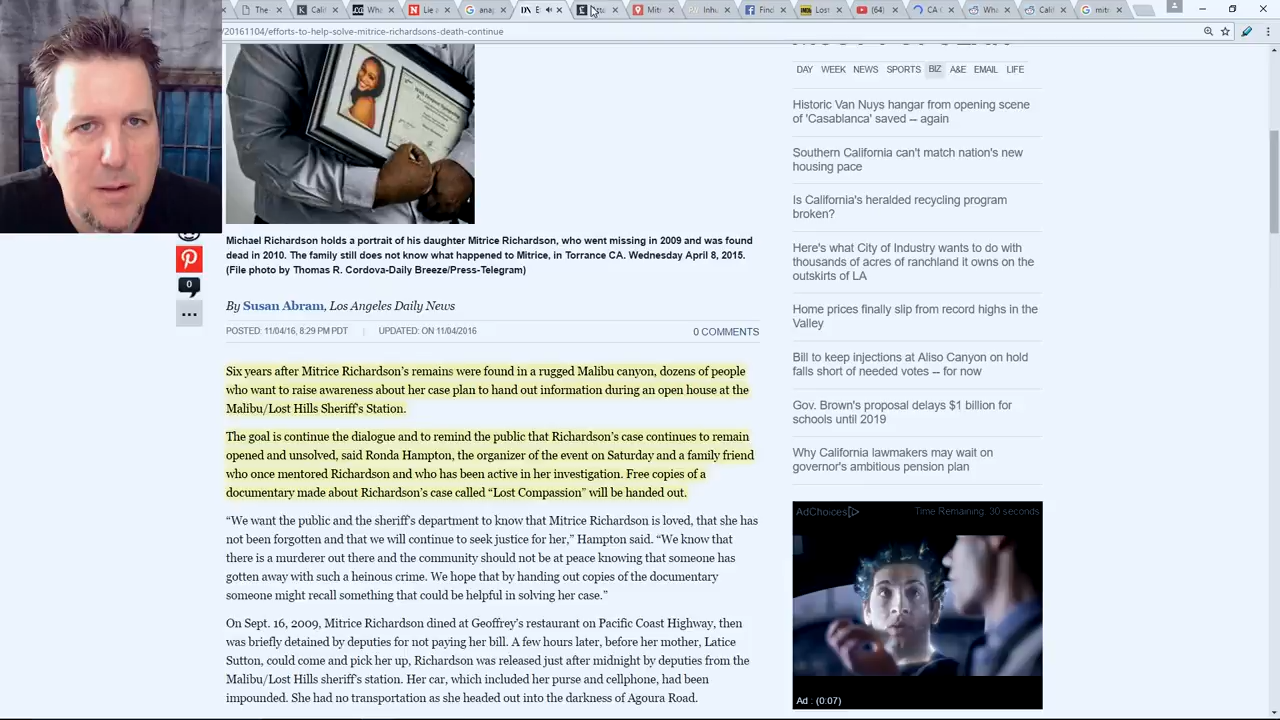 The
N Lie
geanaj
DX E
Mitr
Inhu
(64)
califo
mitr
/20161104/efforts-to-help-solve-mitrice-richardsons-death-continue
DAY WEEK NEWS SPORTS BIZ A&E EMAIL LIFE
Historic Van Nuys hangar from opening scene
of 'Casablanca' saved -- again
Southern California can't match nation's new
housing pace
Is California's heralded recycling program
broken?
Here's what City of Industry wants to do with
thousands of acres of ranchland it owns on the
outskirts of LA
Home prices finally slip from record highs in the
Valley
Bill to keep injections at Aliso Canyon on hold
falls short of needed votes -- for now
Gov. Brown's proposal delays $1 billion for
schools until 2019
Why California lawmakers may wait on
governor's ambitious pension plan
AdChoices Time Remaining: 30 seconds
Ad : (0:07)
0
Michael Richardson holds a portrait of his daughter Mitrice Richardson, who went missing in 2009 and was found
dead in 2010. The family still does not know what happened to Mitrice, in Torrance CA. Wednesday April 8, 2015.
(File photo by Thomas R. Cordova-Daily Breeze/Press-Telegram)
By Susan Abram, Los Angeles Daily News
POSTED: 11/04/16, 8:29 PM PDT | UPDATED: ON 11/04/2016 0 COMMENTS
Six years after Mitrice Richardson's remains were found in a rugged Malibu canyon, dozens of people
who want to raise awareness about her case plan to hand out information during an open house at the
Malibu/Lost Hills Sheriff's Station.
The goal is continue the dialogue and to remind the public that Richardson's case continues to remain
open and unsolved, said Ronda Hampton, the organizer of the event on Saturday and a family friend
who mentored Richardson and who has been active in her investigation. Free copies of a
documentary made about Richardson's case called “Lost Compassion” will be handed out.
“We want the public and the sheriff's department to know that Mitrice Richardson is loved, that she has
not been forgotten and that we will continue to seek justice for her,” Hampton said. “We know that
there is a murderer out there and the community should not be at peace knowing that someone has
gotten away with such a heinous crime. We hope that by handing out copies of the documentary
someone might recall something that could be helpful in solving her case.”
On Sept. 16, 2009, Mitrice Richardson dined at Geoffrey's restaurant on Pacific Coast Highway, then
was briefly detained by deputies for not paying her bill. A few hours later, before her mother, Latice
Sutton, could come and pick her up, Richardson was released just after midnight by deputies from the
Malibu/Lost Hills sheriff's station. Her car, which included her purse and cellphone, had been
impounded. She had no transportation as she headed out into the darkness of Agoura Road.